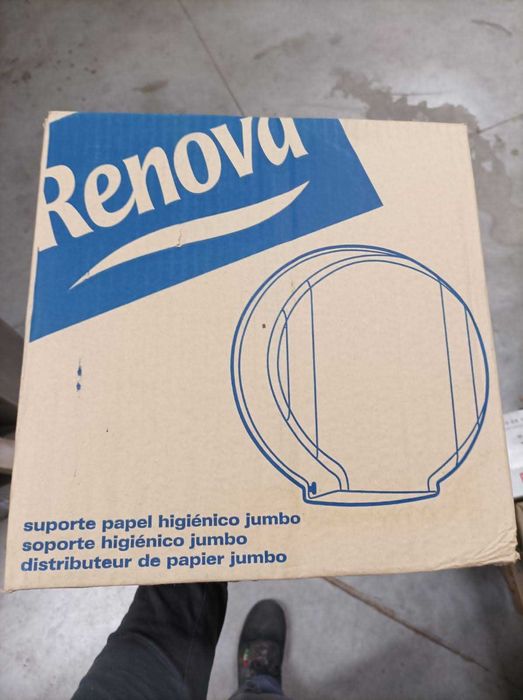 Renova
suporte papel higiénico jumbo
soporte higiénico jumbo
distributeur de papier jumbo